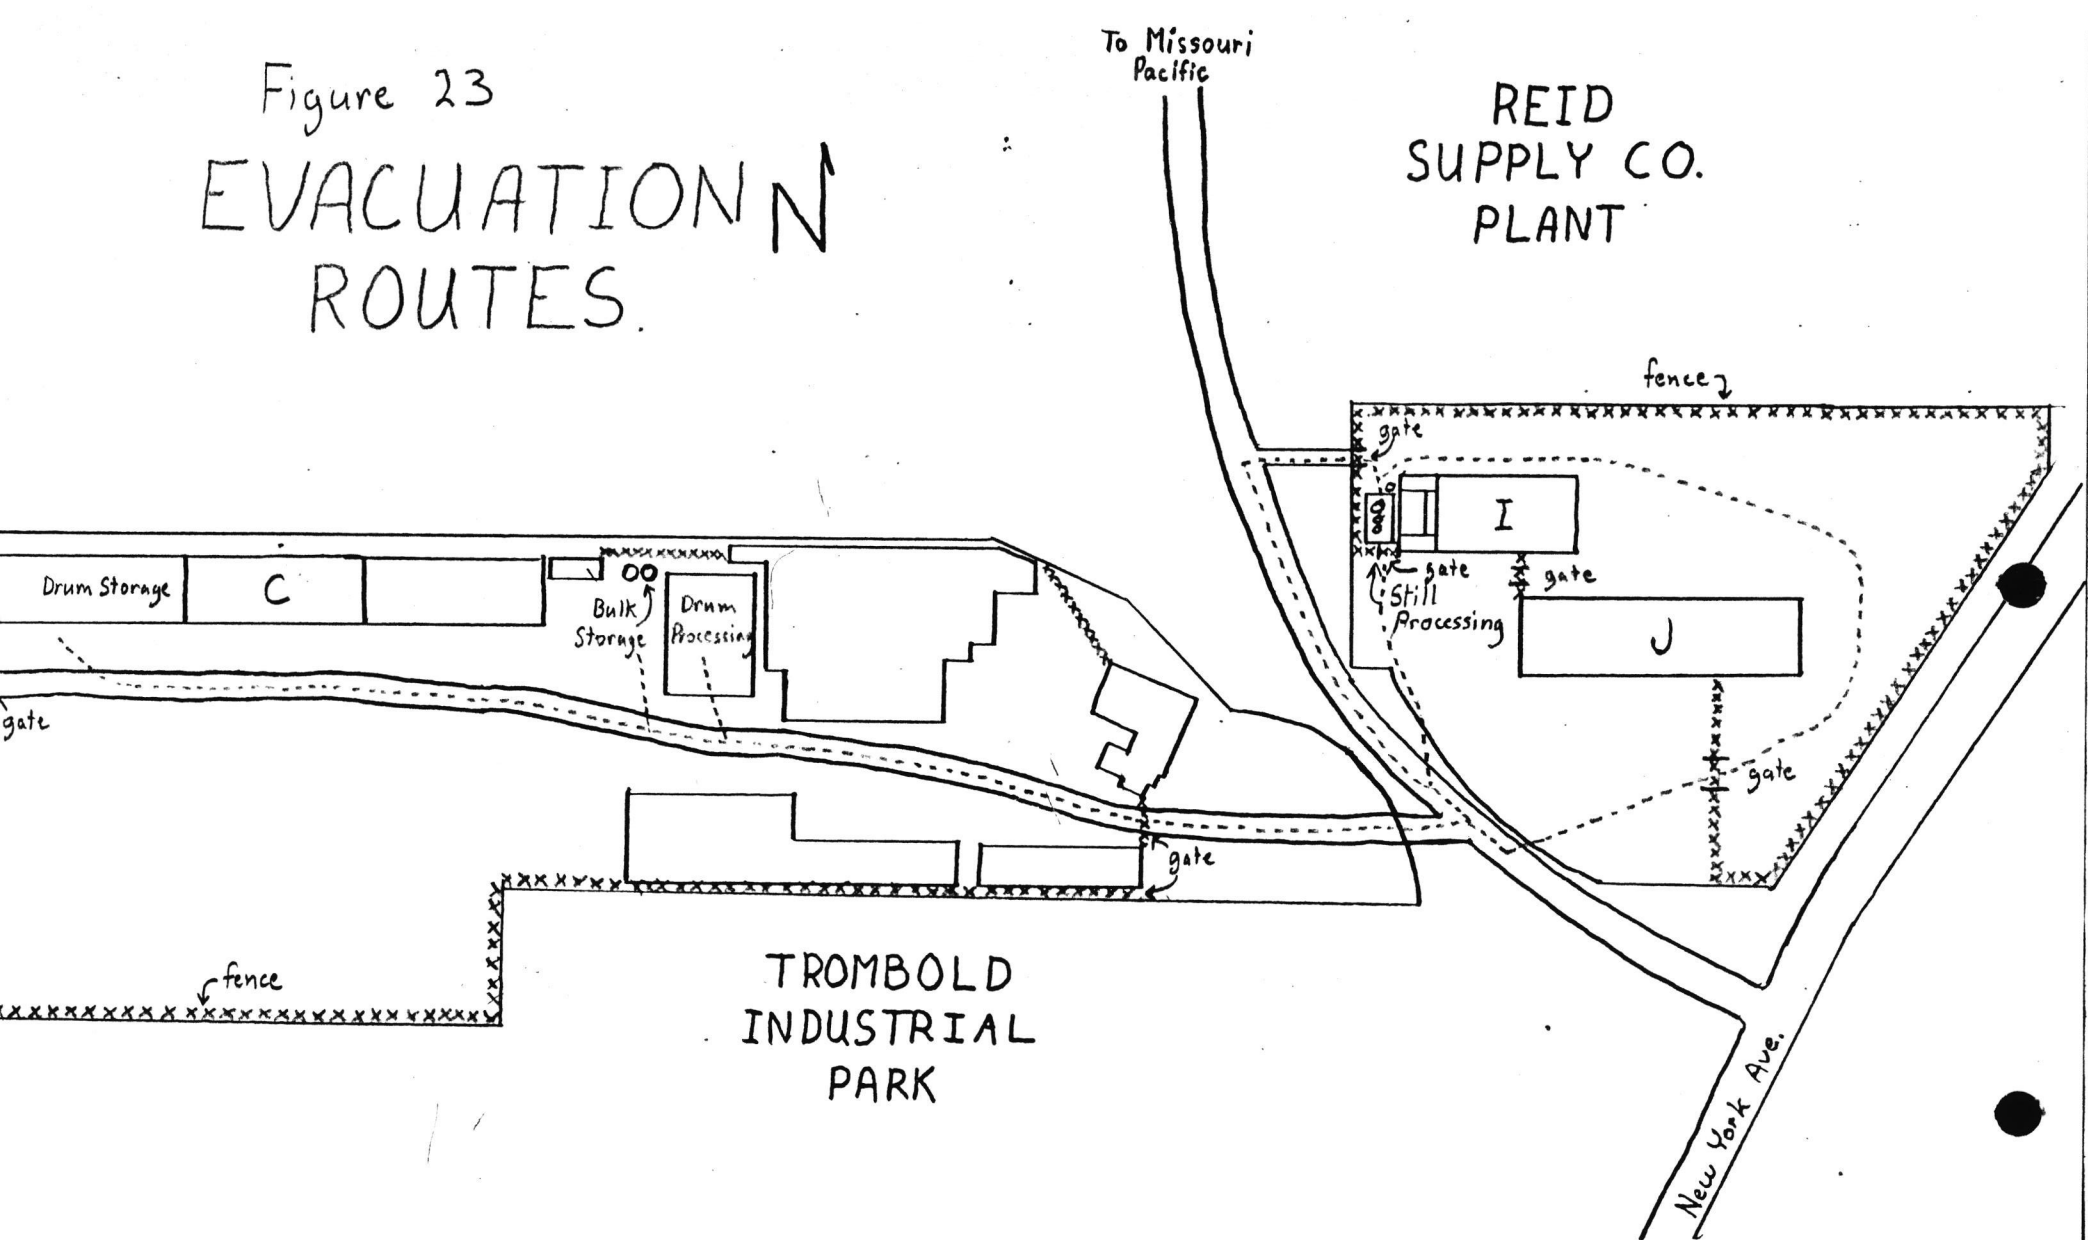 Figure 23
EVACUATION
ROUTES.
N
To Missouri
Pacific
REID
SUPPLY CO.
PLANT
fence
gate
I
gate
gate
Still
Processing
J
gate
Drum Storage
C
Bulk
Storage
Drum
Processing
gate
gate
fence
TROMBOLD
INDUSTRIAL
PARK
New York Ave.